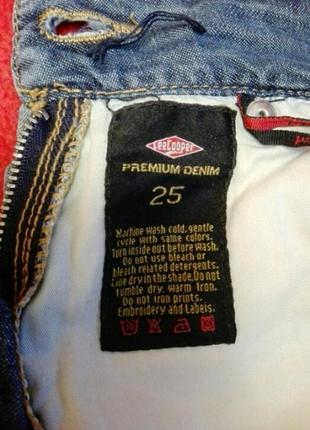 LeeCooper
PREMIUM DENIM
25
Machine wash cold, gentle
cycle with same colors.
Turn inside out before wash.
Do not use bleach or
bleach reiated detergents.
Line dry in the shade,Do not
tumble dry. warm Iron.
Do not iron prints.
Embroidery and Labels.